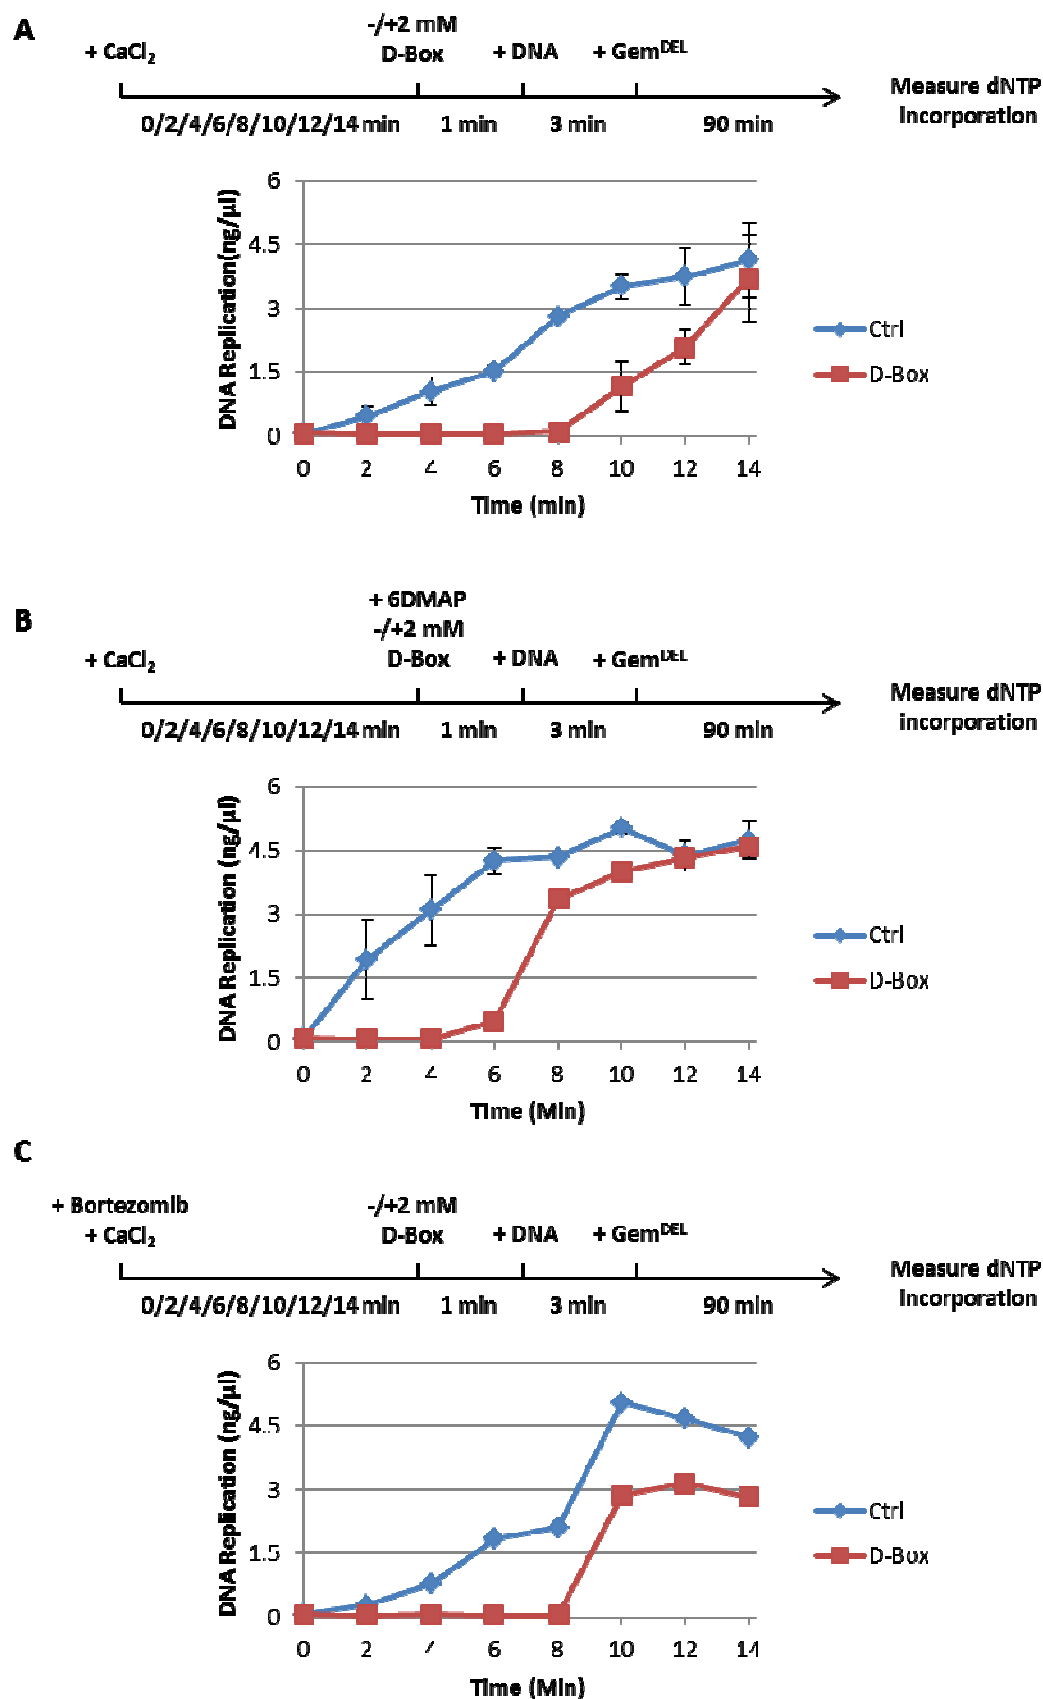 A
-/+2 mM
+ CaCl2 D-Box + DNA + GemDEL
Measure dNTP
incorporation
0/2/4/6/8/10/12/14 min 1 min 3 min 90 min
DNA Replication(ng/µl)
6
4.5
3
1.5
0
0 2 4 6 8 10 12 14
Time (min)
Ctrl
D-Box
B
+ 6DMAP
-/+2 mM
+ CaCl2 D-Box + DNA + GemDEL
Measure dNTP
incorporation
0/2/4/6/8/10/12/14 min 1 min 3 min 90 min
DNA Replication (ng/µl)
6
4.5
3
1.5
0
0 2 4 6 8 10 12 14
Time (Min)
Ctrl
D-Box
C
+ Bortezomib -/+2 mM
+ CaCl2 D-Box + DNA + GemDEL
Measure dNTP
incorporation
0/2/4/6/8/10/12/14 min 1 min 3 min 90 min
DNA Replication (ng/µl)
6
4.5
3
1.5
0
0 2 4 6 8 10 12 14
Time (Min)
Ctrl
D-Box